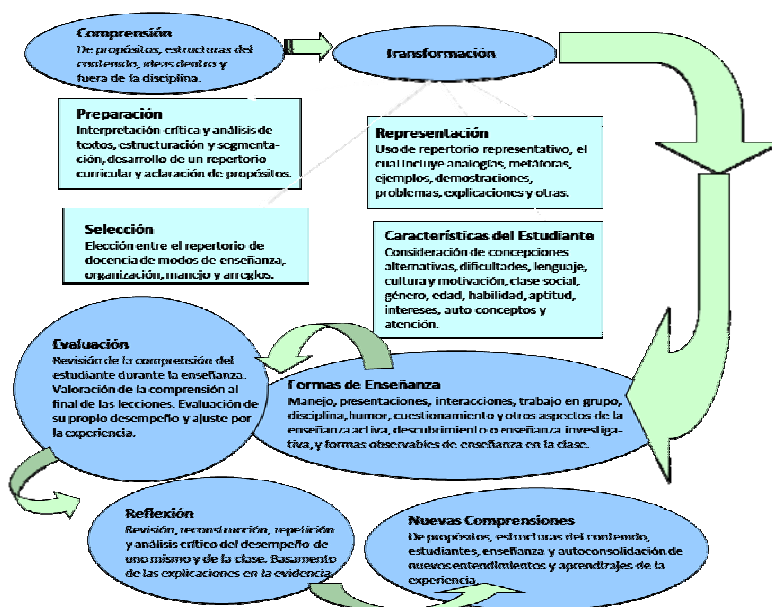 Comprensión
De propósitos, estructuras del
contenido, ideas dentro y
fuera de la disciplina.
Transformación
Preparación
Interpretación crítica y análisis de
textos, estructuración y segmenta-
ción, desarrollo de un repertorio
curricular y aclaración de propósitos.
Representación
Uso de repertorio representativo, el
cual incluye analogías, metáforas,
ejemplos, demostraciones,
problemas, explicaciones y otras.
Selección
Elección entre el repertorio de
docencia de modos de enseñanza,
organización, manejo y arreglos.
Características del Estudiante
Consideración de concepciones
alternativas, dificultades, lenguaje,
cultura y motivación, clase social,
género, edad, habilidad, aptitud,
intereses, auto conceptos y
atención.
Evaluación
Revisión de la comprensión del
estudiante durante la enseñanza.
Valoración de la comprensión al
final de las lecciones. Evaluación de
su propio desempeño y ajuste por
la experiencia.
Formas de Enseñanza
Manejo, presentaciones, interacciones, trabajo en grupo,
disciplina, humor, cuestionamiento y otros aspectos de la
enseñanza activa, descubrimiento o enseñanza investiga-
tiva, y formas observables de enseñanza en la clase.
Reflexión
Revisión, reconstrucción, repetición
y análisis crítico del desempeño de
uno mismo y de la clase. Basamento
de las explicaciones en la evidencia.
Nuevas Comprensiones
De propósitos, estructuras del contenido,
estudiantes, enseñanza y autoconsolidación de
nuevos entendimientos y aprendizajes de la
experiencia.